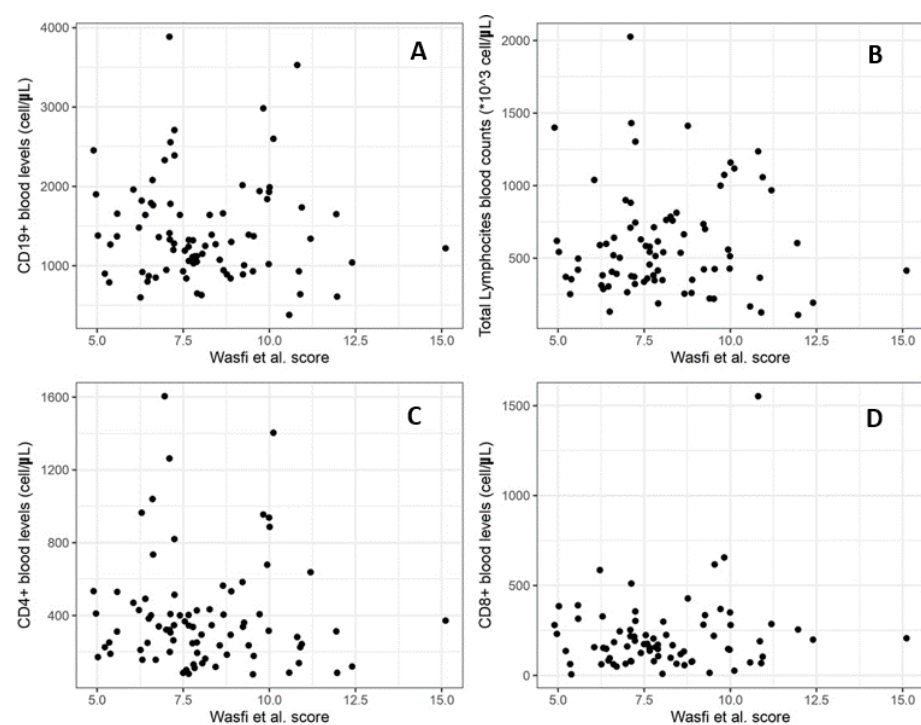 A
CD19+ blood levels (cell/μL)
4000
3000
2000
1000
5.0 7.5 10.0 12.5 15.0
Wasfi et al. score
B
Total Lymphocytes blood counts (*10^3 cell/μL)
2000
1500
1000
500
5.0 7.5 10.0 12.5 15.0
Wasfi et al. score
C
CD4+ blood levels (cell/μL)
1600
1200
800
400
5.0 7.5 10.0 12.5 15.0
Wasfi et al. score
D
CD8+ blood levels (cell/μL)
1500
1000
500
0
5.0 7.5 10.0 12.5 15.0
Wasfi et al. score